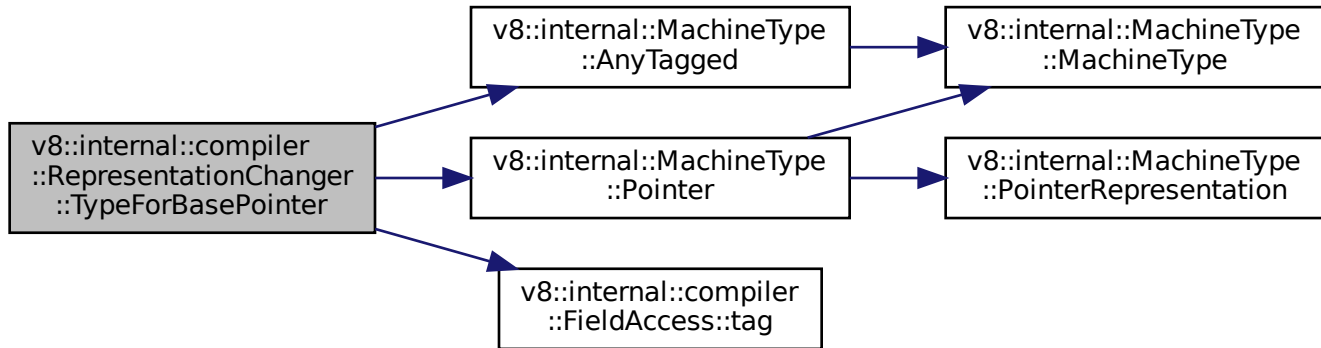 v8::internal::compiler
::RepresentationChanger
::TypeForBasePointer
v8::internal::MachineType
::AnyTagged
v8::internal::MachineType
::MachineType
v8::internal::MachineType
::Pointer
v8::internal::MachineType
::PointerRepresentation
v8::internal::compiler
::FieldAccess::tag